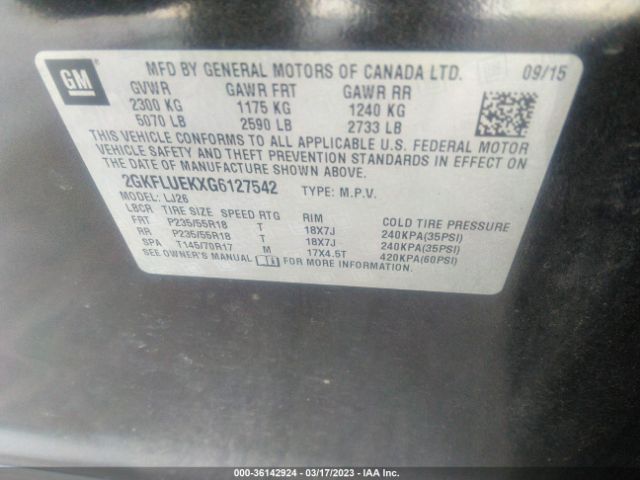 GM
MFD BY GENERAL MOTORS OF CANADA LTD. 09/15
GVWR GAWR FRT GAWR RR
2300 KG 1175 KG 1240 KG
5070 LB 2590 LB 2733 LB
THIS VEHICLE CONFORMS TO ALL APPLICABLE U.S. FEDERAL MOTOR
VEHICLE SAFETY AND THEFT PREVENTION STANDARDS IN EFFECT ON
THE DATE OF MANUFACTURE SHOWN ABOVE.
2GKFLUEKXG6127542 TYPE: M.P.V.
MODEL: LJ26
LBCR TIRE SIZE SPEED RTG RIM COLD TIRE PRESSURE
FRT P235/55R18 T 18X7J 240KPA(35PSI)
RR P235/55R18 T 18X7J 240KPA(35PSI)
SPA T145/70R17 M 17X4.5T 420KPA(60PSI)
SEE OWNER'S MANUAL FOR MORE INFORMATION.
000-36142924 — 03/17/2023 — IAA Inc.